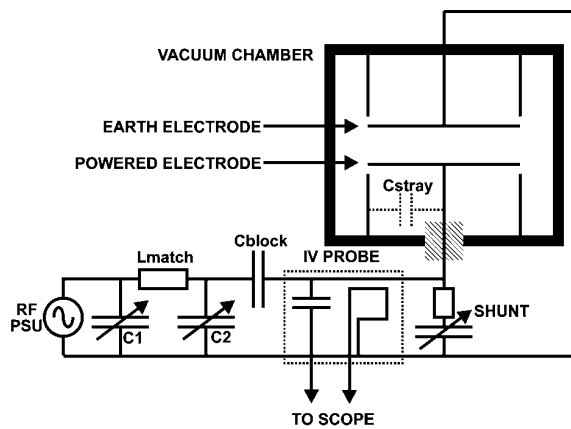 VACUUM CHAMBER
EARTH ELECTRODE
POWERED ELECTRODE
Cstray
Cblock
Lmatch
IV PROBE
RF
PSU
C1
C2
SHUNT
TO SCOPE